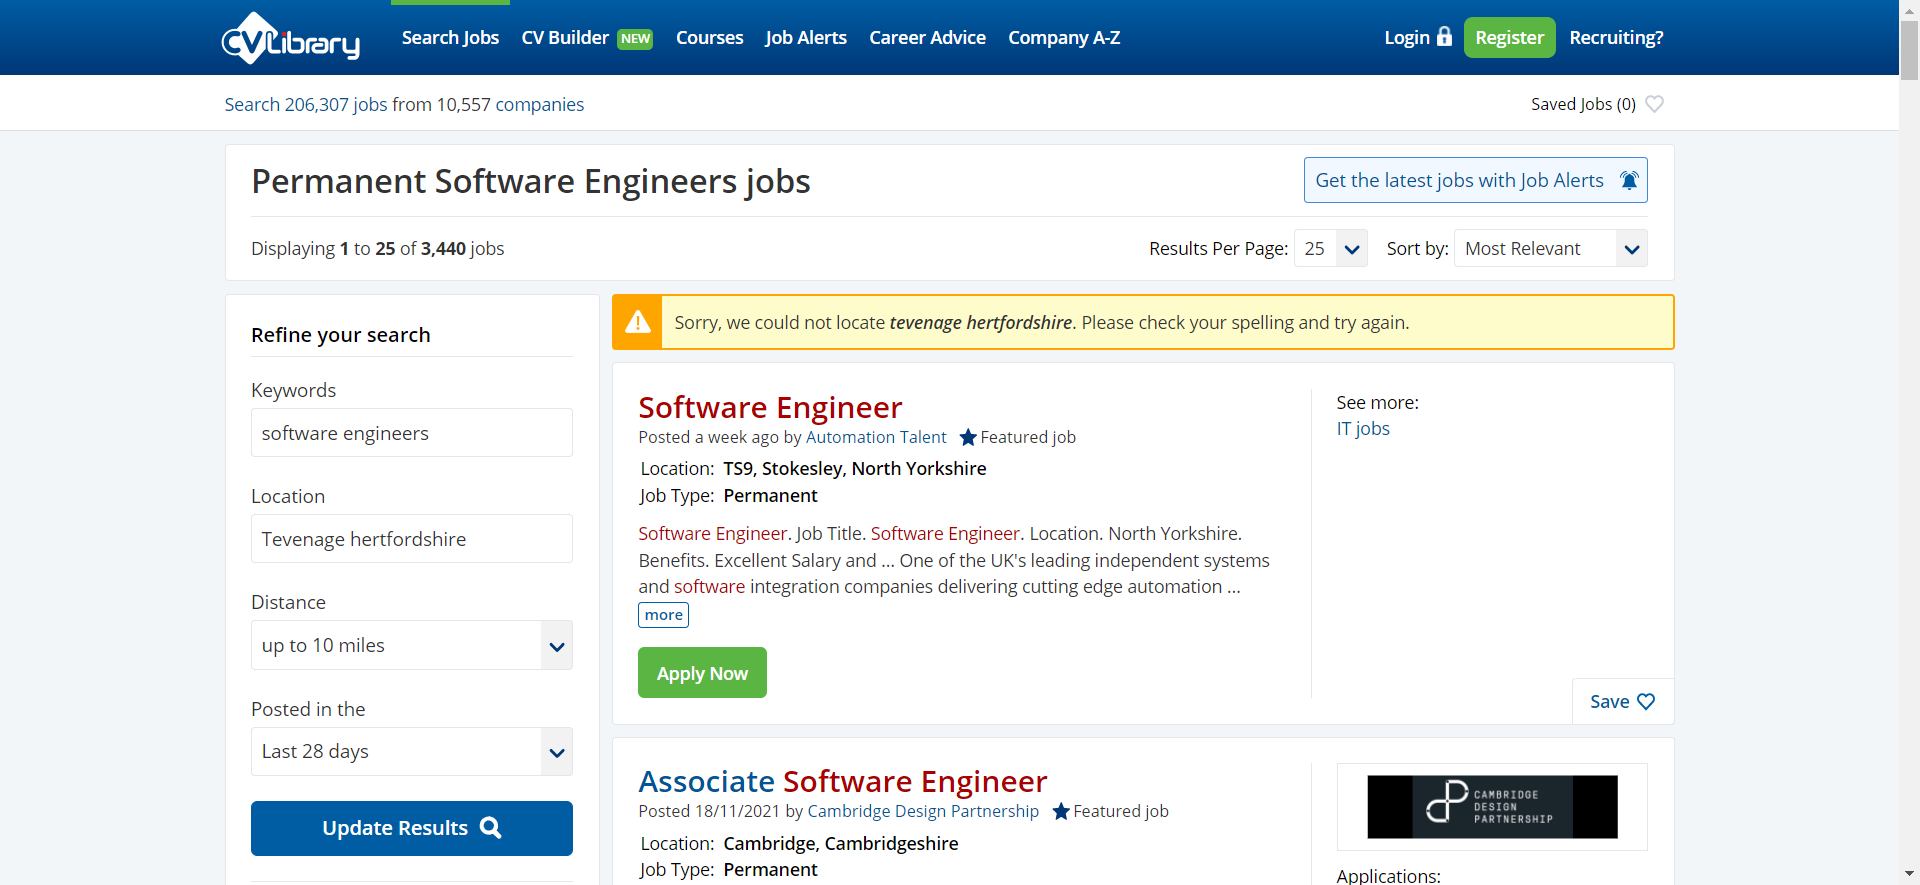 CVLibrary
Search Jobs CV Builder NEW Courses Job Alerts Career Advice Company A-Z Login Register Recruiting?
Search 206,307 jobs from 10,557 companies Saved Jobs (0)
Permanent Software Engineers jobs Get the latest jobs with Job Alerts
Displaying 1 to 25 of 3,440 jobs Results Per Page: 25 Sort by: Most Relevant
Refine your search
Keywords
software engineers
Location
Tevenage hertfordshire
Distance
up to 10 miles
Posted in the
Last 28 days
Update Results
Sorry, we could not locate tevenage hertfordshire. Please check your spelling and try again.
Software Engineer
Posted a week ago by Automation Talent Featured job
Location: TS9, Stokesley, North Yorkshire
Job Type: Permanent
Software Engineer. Job Title. Software Engineer. Location. North Yorkshire.
Benefits. Excellent Salary and ... One of the UK's leading independent systems
and software integration companies delivering cutting edge automation ...
more
Apply Now
See more:
IT jobs
Save
Associate Software Engineer
Posted 18/11/2021 by Cambridge Design Partnership Featured job
Location: Cambridge, Cambridgeshire
Job Type: Permanent
CAMBRIDGE
DESIGN
PARTNERSHIP
Applications: